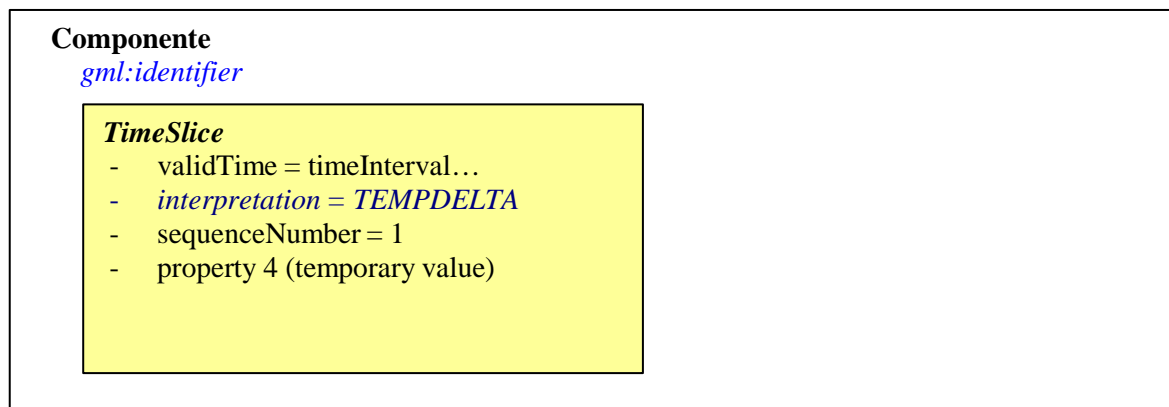 Componente
gml:identifier
TimeSlice
- validTime = timeInterval…
- interpretation = TEMPDELTA
- sequenceNumber = 1
- property 4 (temporary value)